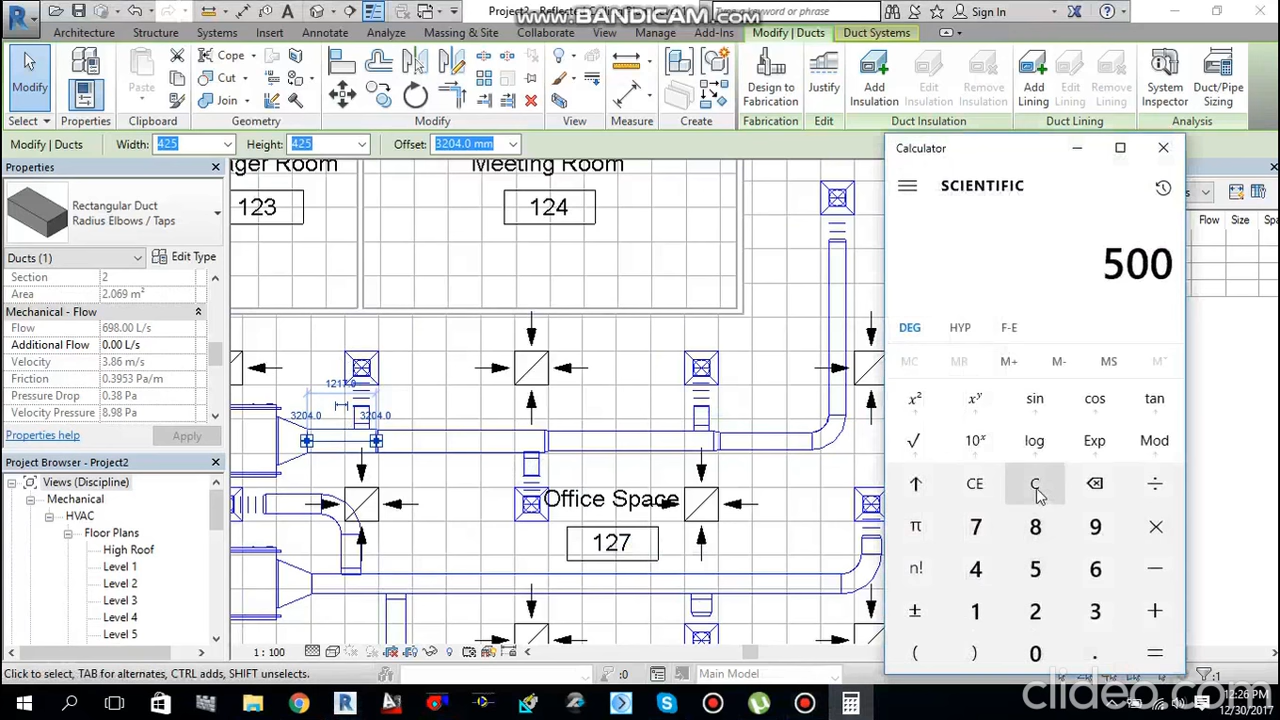 Project2 - Reflect
www.BANDICAM.com
Type a keyword or phrase
Sign In
Architecture Structure Systems Insert Annotate Analyze Massing & Site Collaborate View Manage Add-Ins Modify | Ducts Duct Systems
Modify
Select
Properties
Paste
Clipboard
Cope
Cut
Join
Geometry
Modify
View
Measure
Create
Design to Fabrication
Fabrication
Justify
Edit
Add Insulation
Edit Insulation
Remove Insulation
Duct Insulation
Add Lining
Edit Lining
Remove Lining
Duct Lining
System Inspector
Duct/Pipe Sizing
Analysis
Modify | Ducts Width: 425 Height: 425 Offset: 3204.0 mm
Properties
Rectangular Duct
Radius Elbows / Taps
Ducts (1) Edit Type
Section 2
Area 2.069 m²
Mechanical - Flow
Flow 698.00 L/s
Additional Flow 0.00 L/s
Velocity 3.86 m/s
Friction 0.3953 Pa/m
Pressure Drop 0.38 Pa
Velocity Pressure 8.98 Pa
Properties help Apply
Project Browser - Project2
Views (Discipline)
Mechanical
HVAC
Floor Plans
High Roof
Level 1
Level 2
Level 3
Level 4
Level 5
ger Room
123
Meeting Room
124
1217.0
3204.0 3204.0
Office Space
127
Calculator
SCIENTIFIC
500
DEG HYP F-E
MC MR M+ M- MS M˅
x² xʸ sin cos tan
√ 10ˣ log Exp Mod
↑ CE C ÷
π 7 8 9 ×
n! 4 5 6 −
± 1 2 3 +
( ) 0 . =
Flow Size Sp
1 : 100
Click to select, TAB for alternates, CTRL adds, SHIFT unselects.
:0
Main Model
:1
clideo.com
12:26 PM
12/30/2017